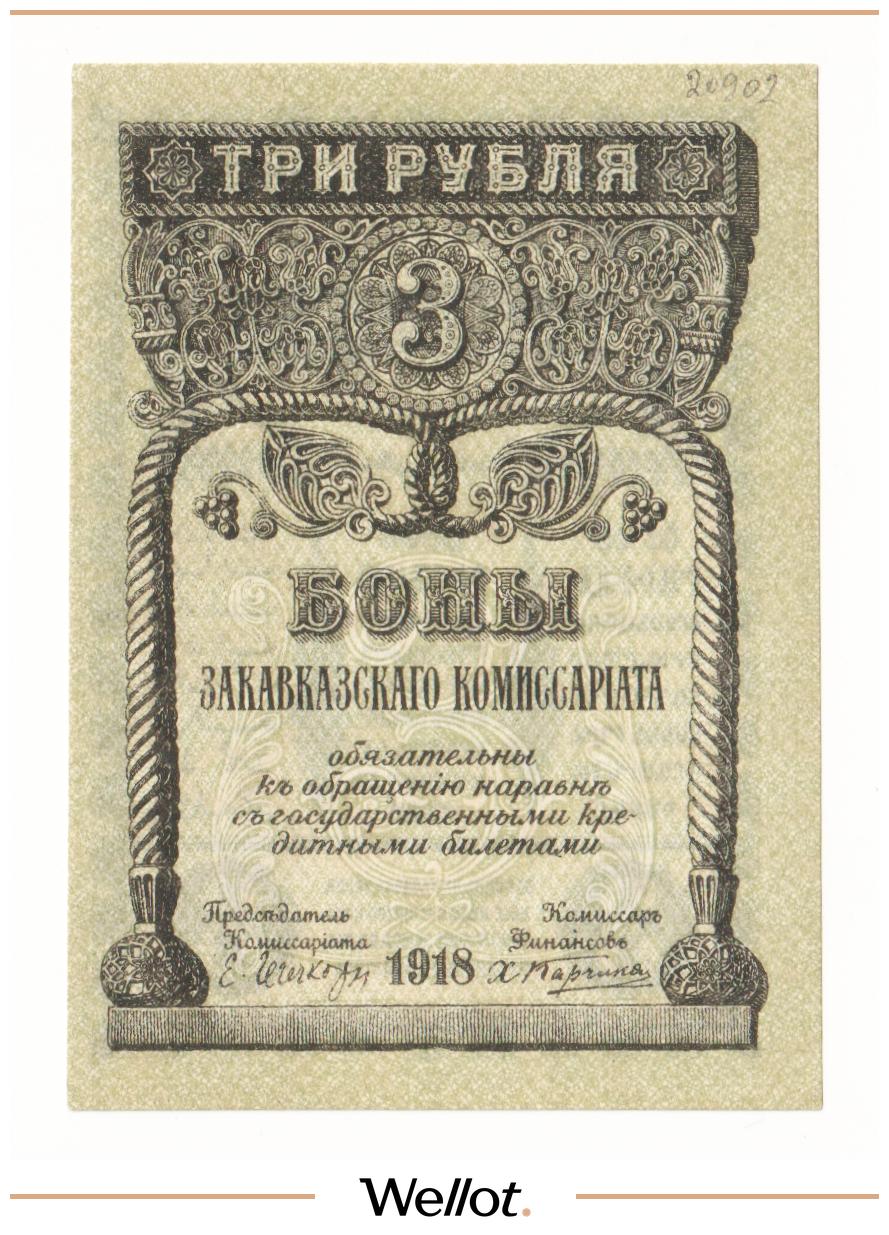 20902
ТРИ РУБЛЯ
3
БОНЫ
ЗАКАВКАЗСКАГО КОМИССАРІАТА
обязательны
къ обращенію наравнѣ
съ государственными кре-
дитными билетами
Предсѣдатель
Комиссаріата
Комиссаръ
Финансовъ
1918
Wellot.